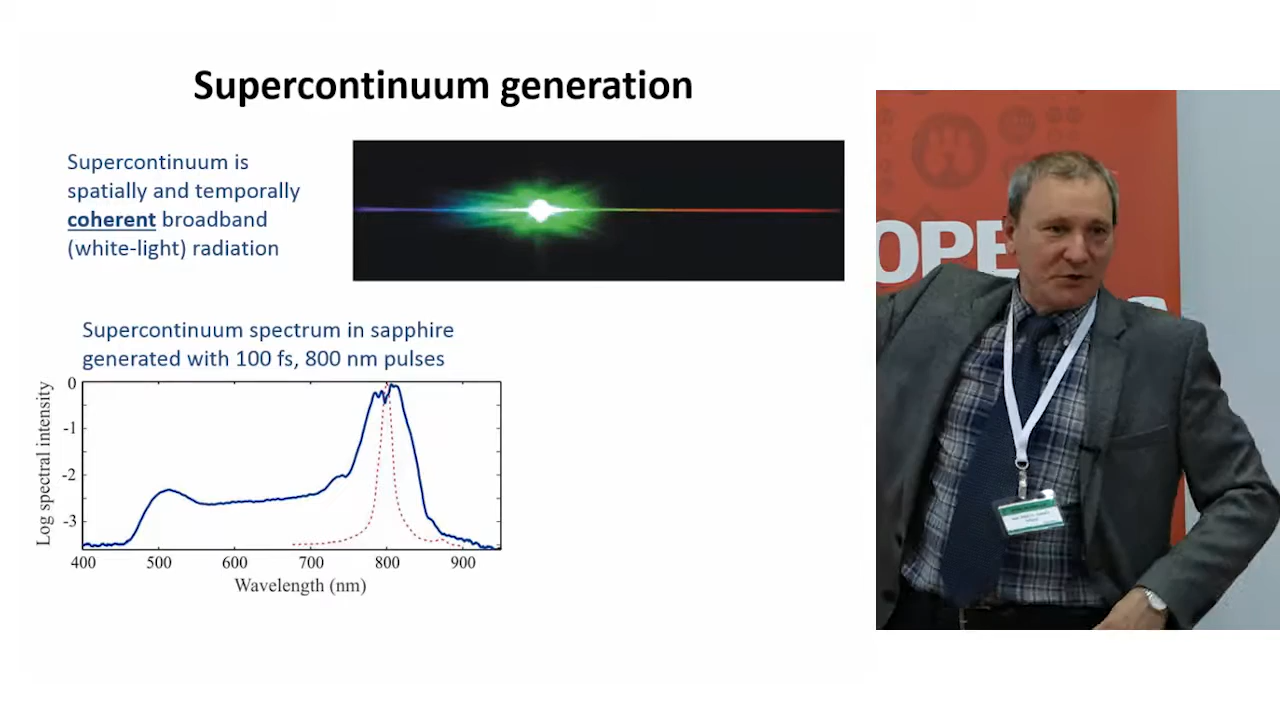 Supercontinuum generation
Supercontinuum is
spatially and temporally
coherent broadband
(white-light) radiation
Supercontinuum spectrum in sapphire
generated with 100 fs, 800 nm pulses
Log spectral intensity
0
-1
-2
-3
400 500 600 700 800 900
Wavelength (nm)
OPE